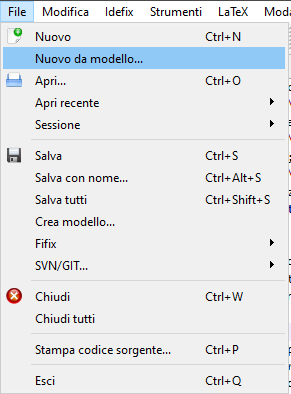 File Modifica Idefix Strumenti LaTeX
Nuovo Ctrl+N
Nuovo da modello...
Apri... Ctrl+O
Apri recente
Sessione
Salva Ctrl+S
Salva con nome... Ctrl+Alt+S
Salva tutti Ctrl+Shift+S
Crea modello...
Fifix
SVN/GIT...
Chiudi Ctrl+W
Chiudi tutti
Stampa codice sorgente... Ctrl+P
Esci Ctrl+Q